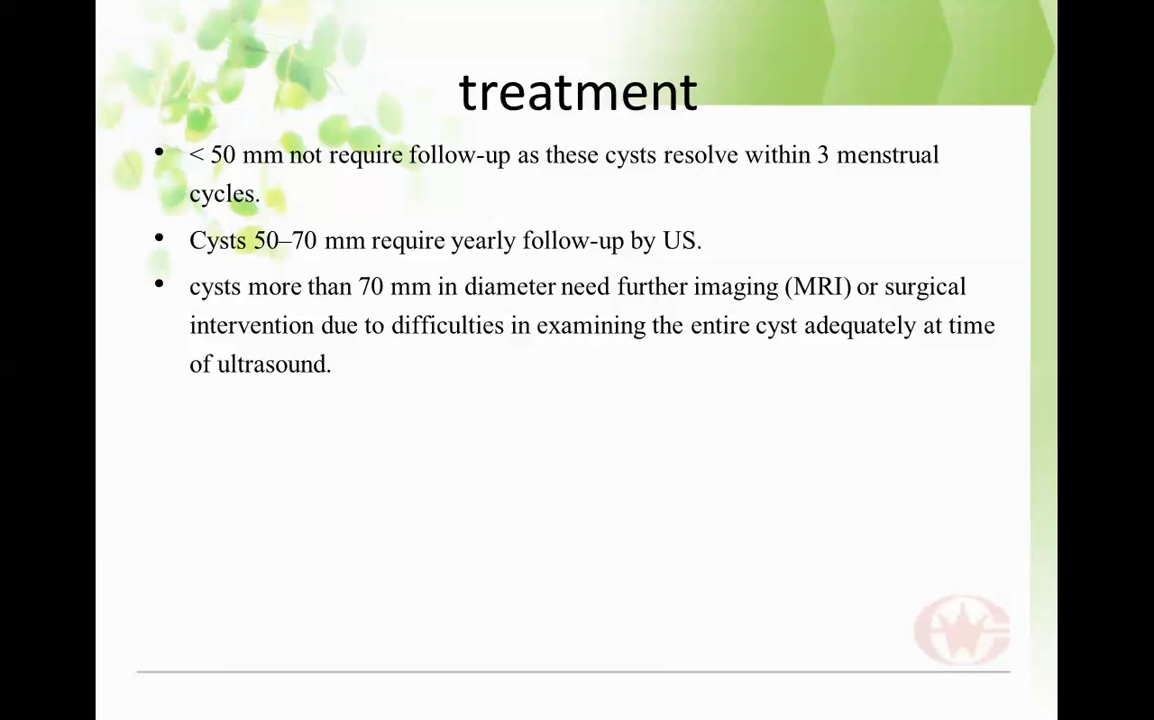 treatment
• < 50 mm not require follow-up as these cysts resolve within 3 menstrual
cycles.
• Cysts 50–70 mm require yearly follow-up by US.
• cysts more than 70 mm in diameter need further imaging (MRI) or surgical
intervention due to difficulties in examining the entire cyst adequately at time
of ultrasound.